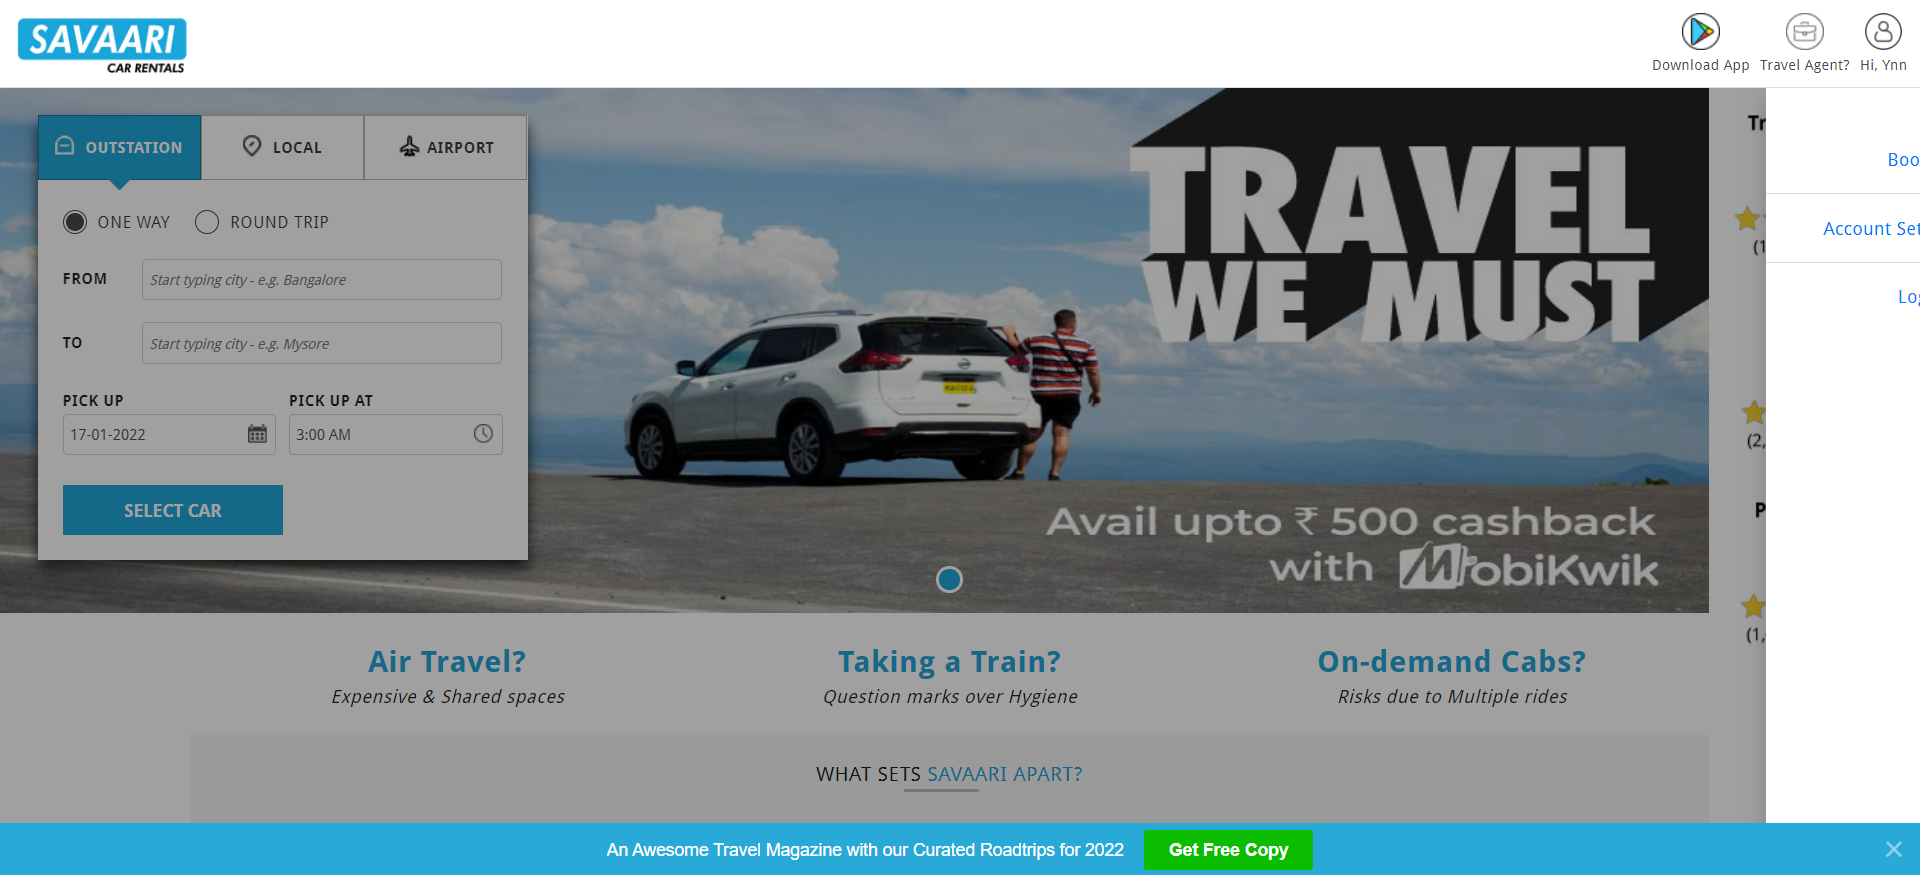 SAVAARI
CAR RENTALS
Download App
Travel Agent?
Hi, Ynn
OUTSTATION
LOCAL
AIRPORT
ONE WAY
ROUND TRIP
FROM
Start typing city - e.g. Bangalore
TO
Start typing city - e.g. Mysore
PICK UP
PICK UP AT
17-01-2022
3:00 AM
SELECT CAR
TRAVEL
WE MUST
Avail upto ₹ 500 cashback
with MobiKwik
Tr
Boo
Account Set
Log
(1
(2,
P
(1,
Air Travel?
Expensive & Shared spaces
Taking a Train?
Question marks over Hygiene
On-demand Cabs?
Risks due to Multiple rides
WHAT SETS SAVAARI APART?
An Awesome Travel Magazine with our Curated Roadtrips for 2022
Get Free Copy